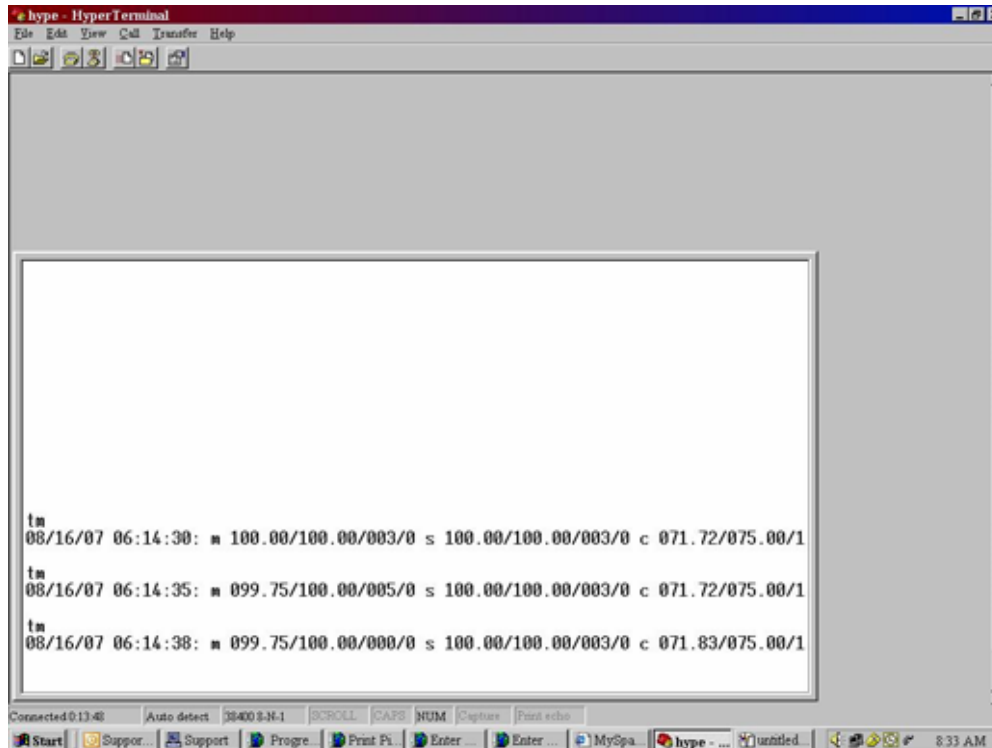 hype - HyperTerminal
File Edit View Call Transfer Help
tm
08/16/07 06:14:30: m 100.00/100.00/003/0 s 100.00/100.00/003/0 c 071.72/075.00/1
tm
08/16/07 06:14:35: m 099.75/100.00/005/0 s 100.00/100.00/003/0 c 071.72/075.00/1
tm
08/16/07 06:14:38: m 099.75/100.00/000/0 s 100.00/100.00/003/0 c 071.83/075.00/1
Connected 0:13:48 Auto detect 38400 8-N-1 SCROLL CAPS NUM Capture Print echo
Start Suppor... Support Progre... Print Pi... Enter ... Enter ... MySpa... hype - ... untitled... 8:33 AM